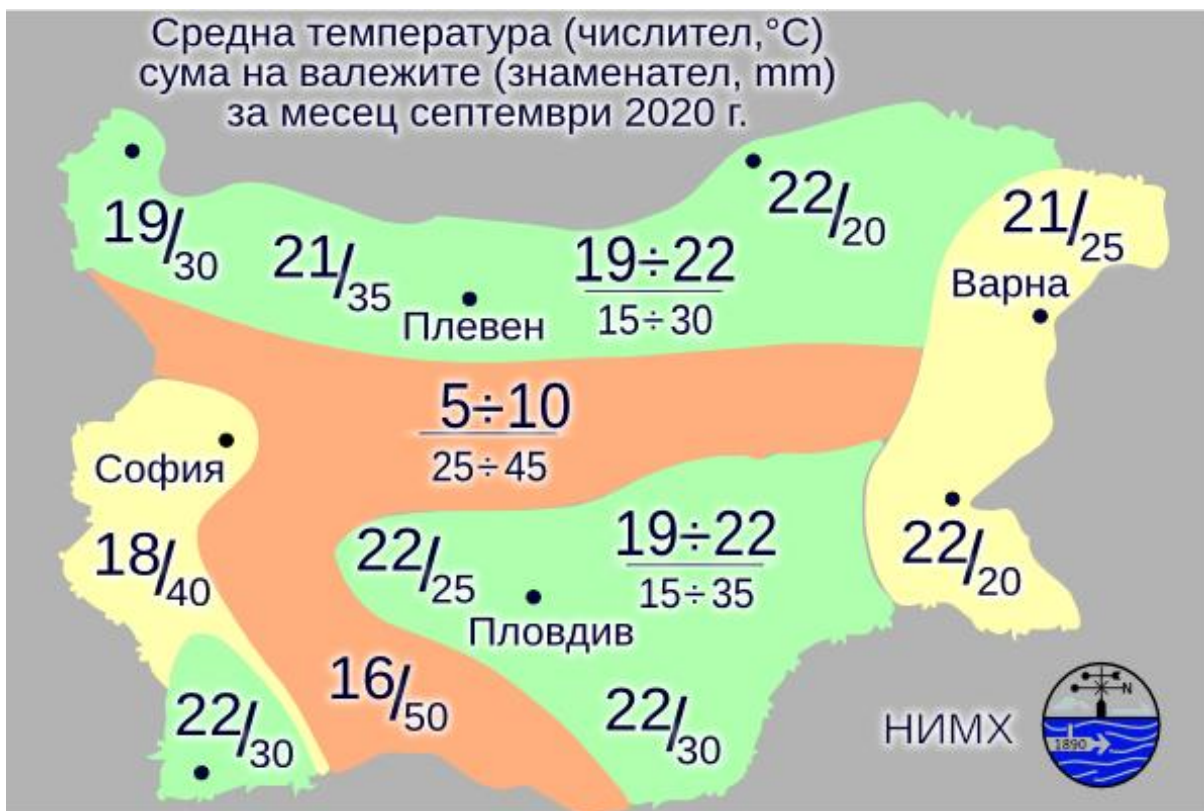 Средна температура (числител,°C)
сума на валежите (знаменател, mm)
за месец септември 2020 г.
19/30
21/35
Плевен
19÷22
15÷30
22/20
21/25
Варна
5÷10
25÷45
София
18/40
22/25
Пловдив
19÷22
15÷35
22/20
22/30
16/50
22/30
НИМХ
N
1890